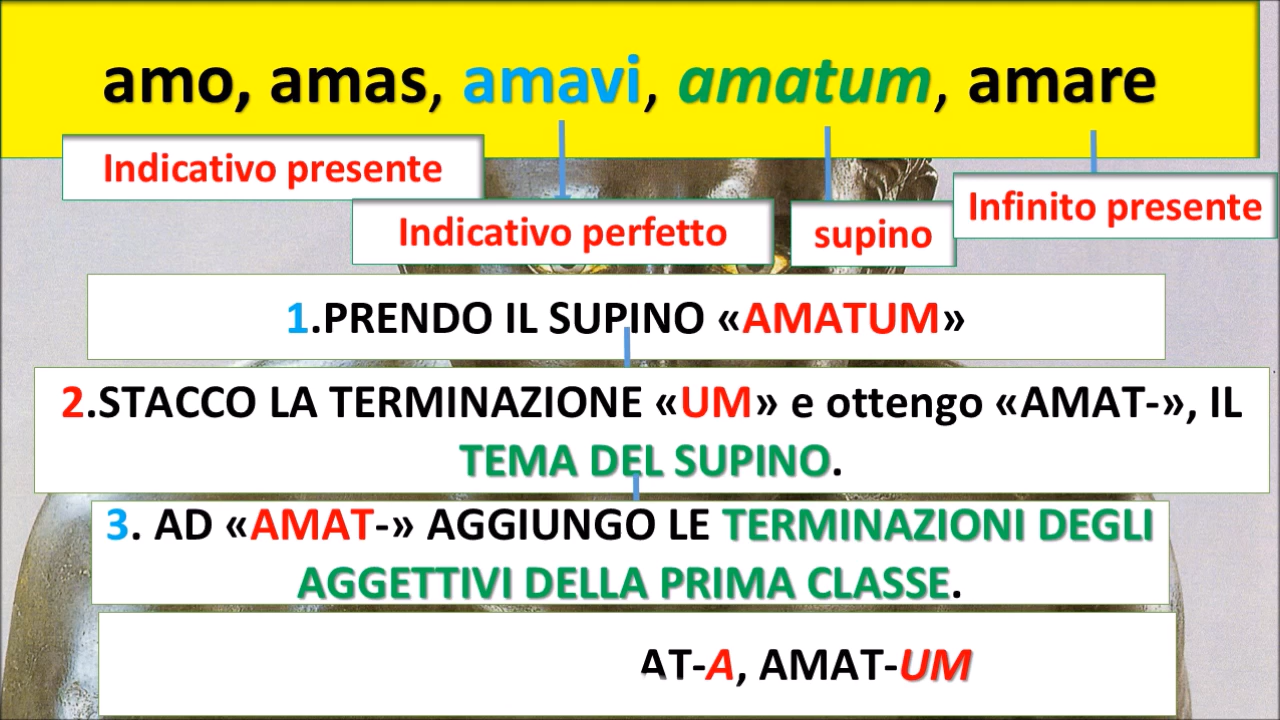 amo, amas, amavi, amatum, amare
Indicativo presente
Indicativo perfetto
supino
Infinito presente
1.PRENDO IL SUPINO «AMATUM»
2.STACCO LA TERMINAZIONE «UM» e ottengo «AMAT-», IL
TEMA DEL SUPINO.
3. AD «AMAT-» AGGIUNGO LE TERMINAZIONI DEGLI
AGGETTIVI DELLA PRIMA CLASSE.
AT-A, AMAT-UM